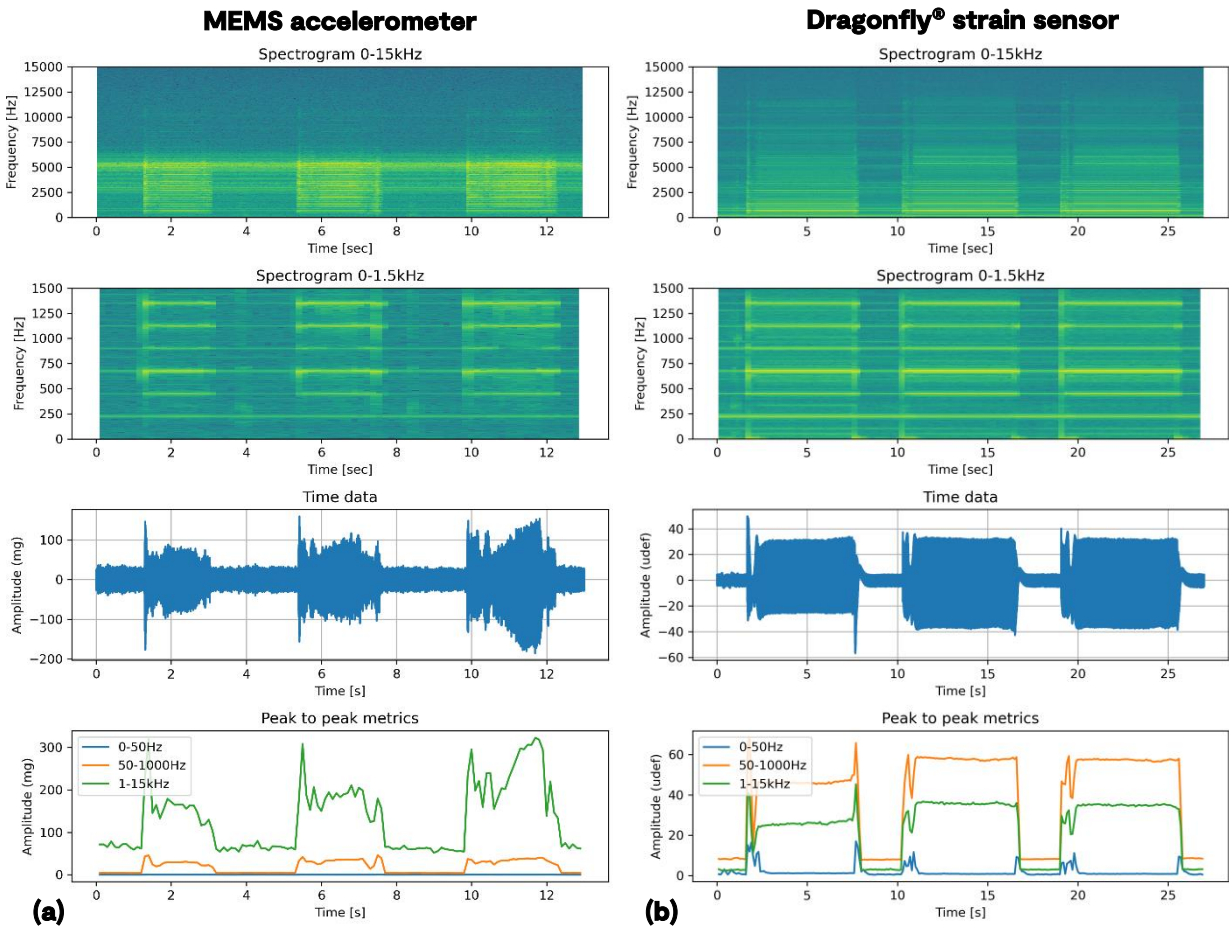 MEMS accelerometer
Spectrogram 0-15kHz
15000
12500
10000
7500
5000
2500
0
Frequency [Hz]
0 2 4 6 8 10 12
Time [sec]
Spectrogram 0-1.5kHz
1500
1250
1000
750
500
250
0
Frequency [Hz]
0 2 4 6 8 10 12
Time [sec]
Time data
100
0
−100
−200
Amplitude (mg)
0 2 4 6 8 10 12
Time [s]
Peak to peak metrics
300
200
100
0
Amplitude (mg)
0-50Hz
50-1000Hz
1-15kHz
0 2 4 6 8 10 12
Time [s]
(a)
Dragonfly® strain sensor
Spectrogram 0-15kHz
15000
12500
10000
7500
5000
2500
0
Frequency [Hz]
0 5 10 15 20 25
Time [sec]
Spectrogram 0-1.5kHz
1500
1250
1000
750
500
250
0
Frequency [Hz]
0 5 10 15 20 25
Time [sec]
Time data
40
20
0
−20
−40
−60
Amplitude (udef)
0 5 10 15 20 25
Time [s]
Peak to peak metrics
60
40
20
0
Amplitude (udef)
0-50Hz
50-1000Hz
1-15kHz
0 5 10 15 20 25
Time [s]
(b)